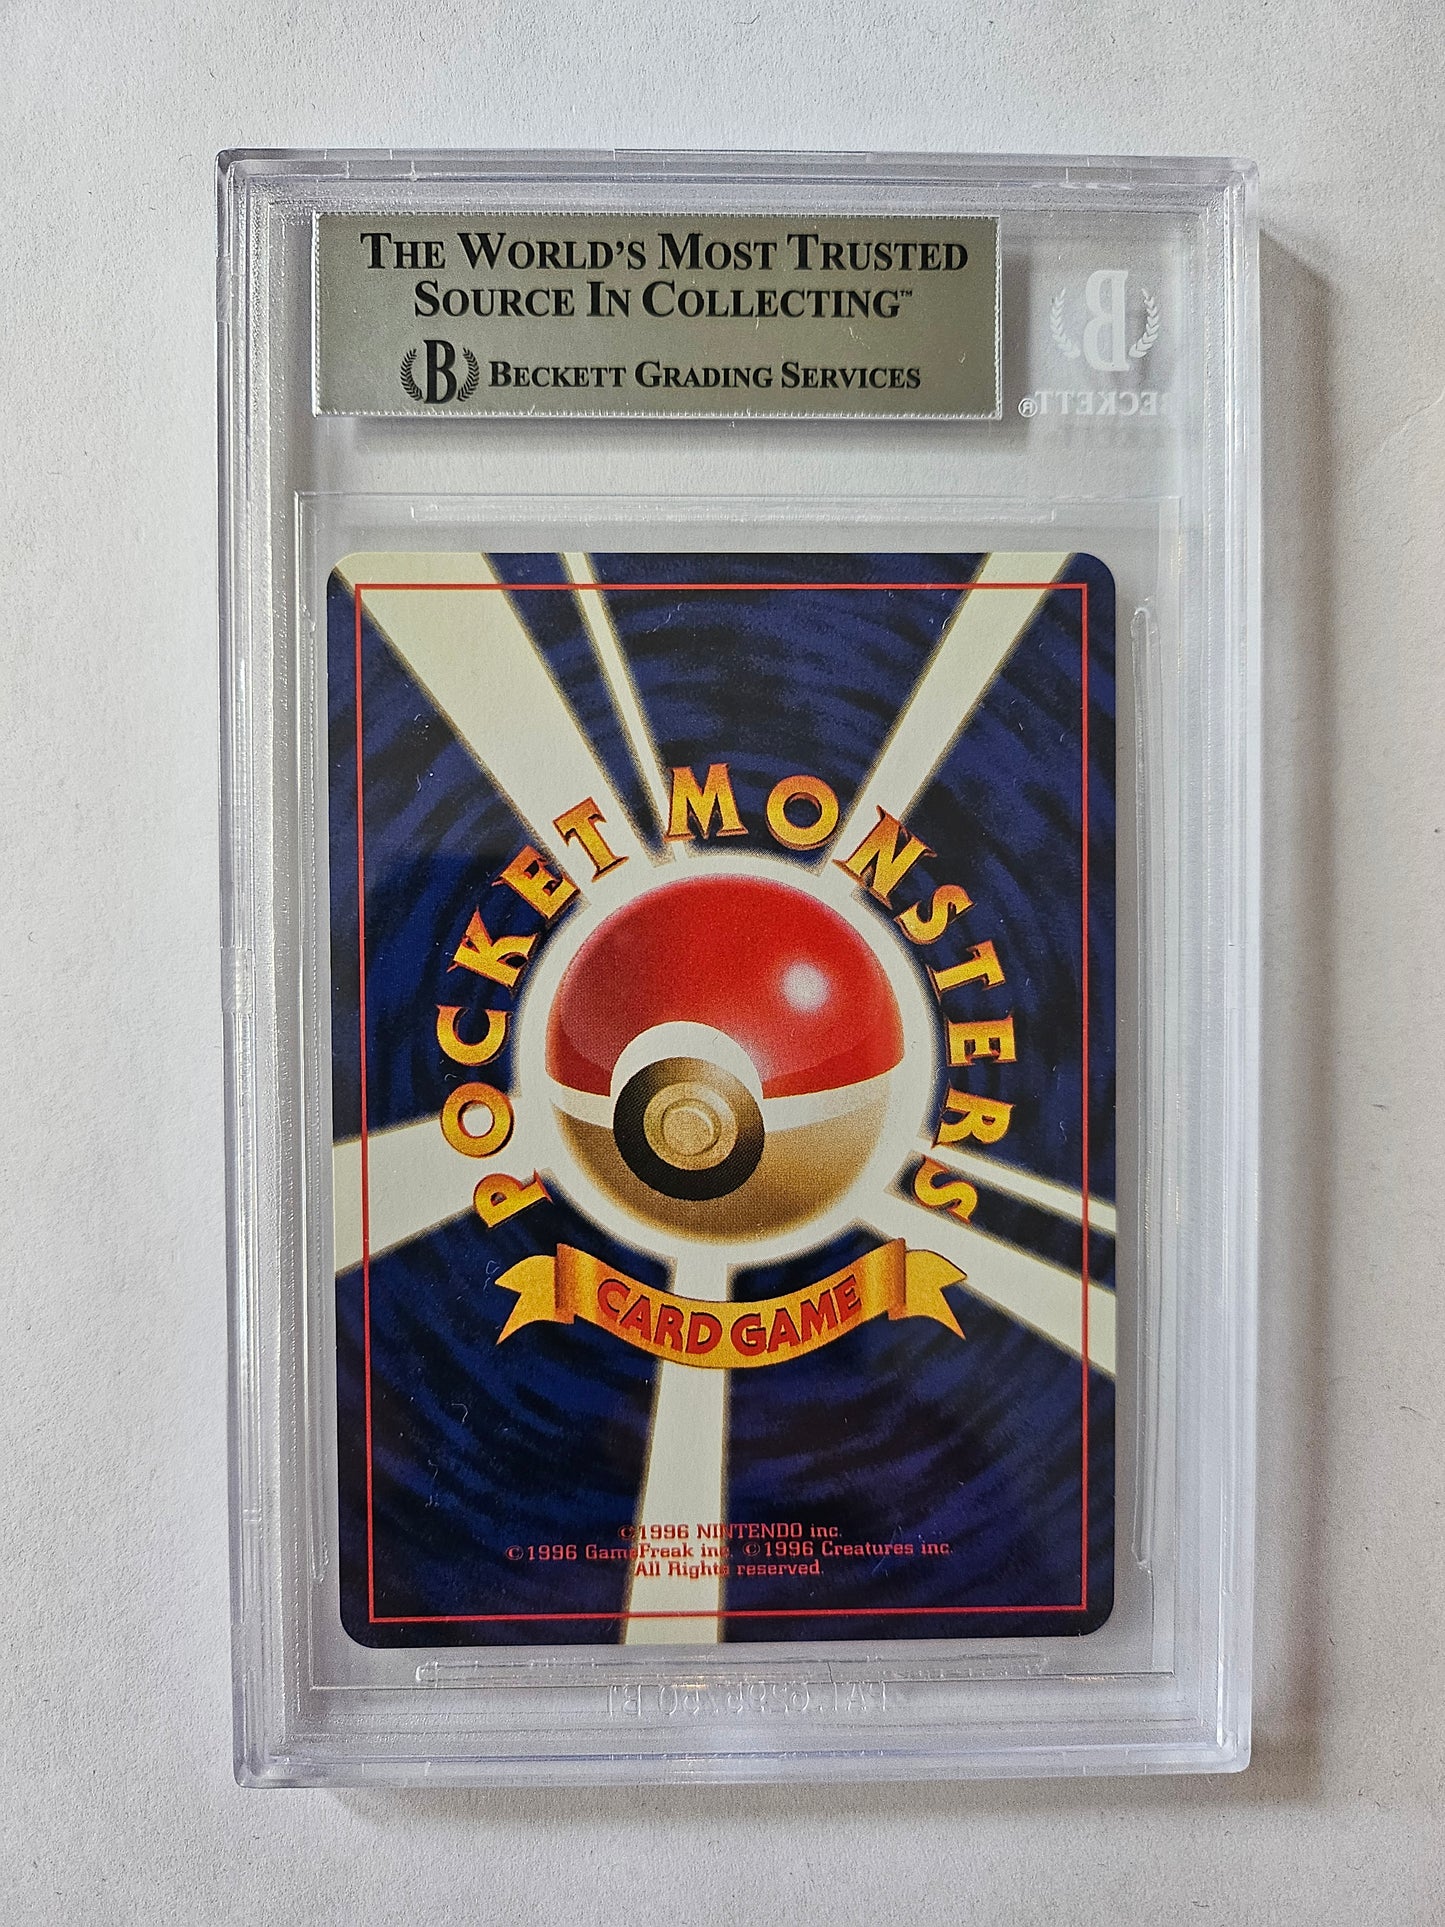 THE WORLD'S MOST TRUSTED
SOURCE IN COLLECTING™
B BECKETT GRADING SERVICES
B
BECKETT®
POCKET MONSTERS
CARD GAME
©1996 NINTENDO inc.
©1996 GameFreak inc. ©1996 Creatures inc.
All Rights reserved.